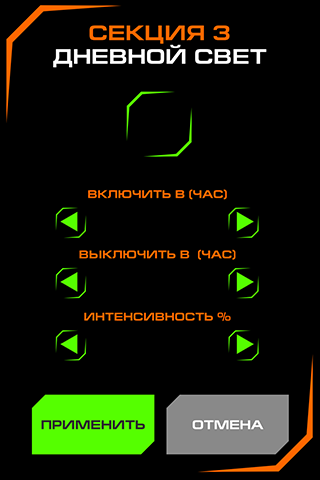 СЕКЦИЯ 3
ДНЕВНОЙ СВЕТ
ВКЛЮЧИТЬ В (ЧАС)
ВЫКЛЮЧИТЬ В (ЧАС)
ИНТЕНСИВНОСТЬ %
ПРИМЕНИТЬ
ОТМЕНА